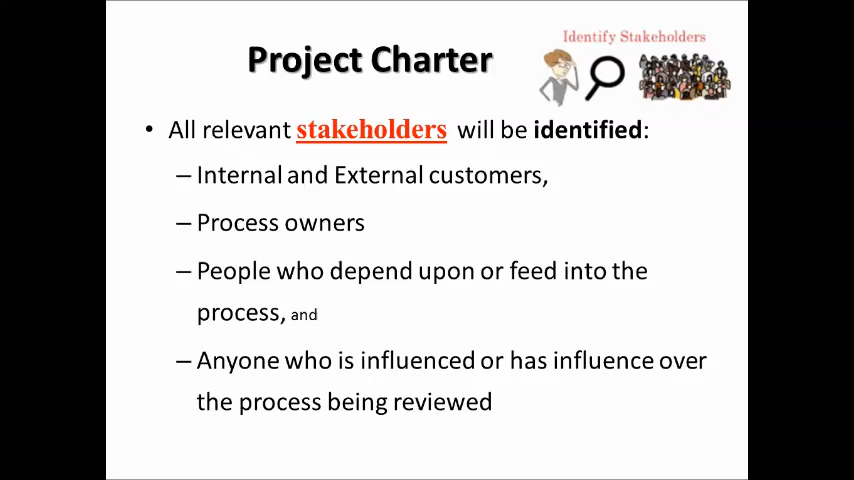 Project Charter
Identify Stakeholders
• All relevant stakeholders will be identified:
– Internal and External customers,
– Process owners
– People who depend upon or feed into the
process, and
– Anyone who is influenced or has influence over
the process being reviewed